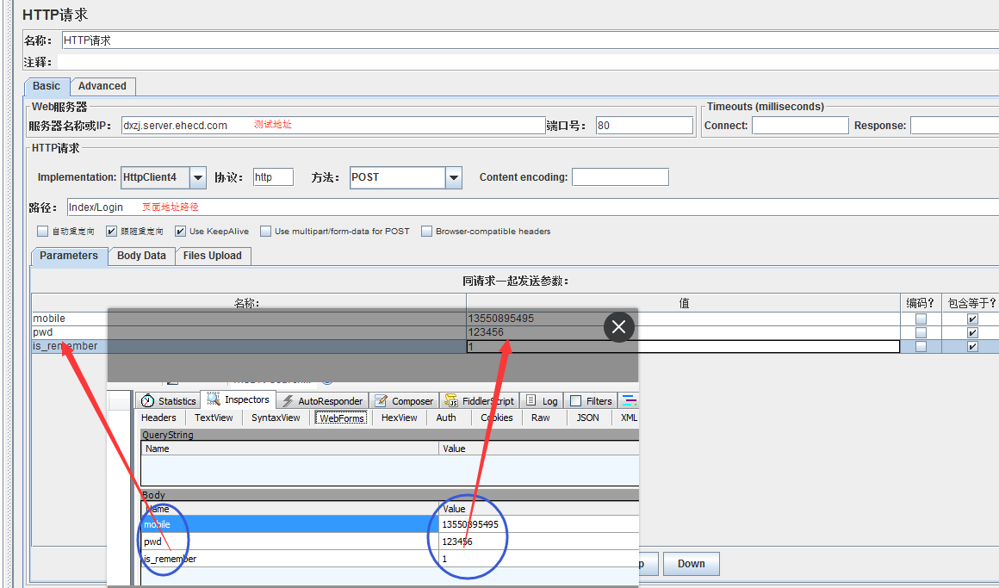 HTTP请求
名称： HTTP请求
注释：
Basic Advanced
Web服务器 Timeouts (milliseconds)
服务器名称或IP： dxzj.server.ehecd.com 测试地址 端口号： 80 Connect: Response:
HTTP请求
Implementation: HttpClient4 协议： http 方法： POST Content encoding:
路径： Index/Login 页面地址路径
自动重定向 跟随重定向 Use KeepAlive Use multipart/form-data for POST Browser-compatible headers
Parameters Body Data Files Upload
同请求一起发送参数：
名称： 值 编码？ 包含等于？
mobile 13550895495
pwd 123456
is_remember 1
Statistics Inspectors AutoResponder Composer FiddlerScript Log Filters
Headers TextView SyntaxView WebForms HexView Auth Cookies Raw JSON XML
QueryString
Name Value
Body
Name Value
mobile 13550895495
pwd 123456
is_remember 1
p Down